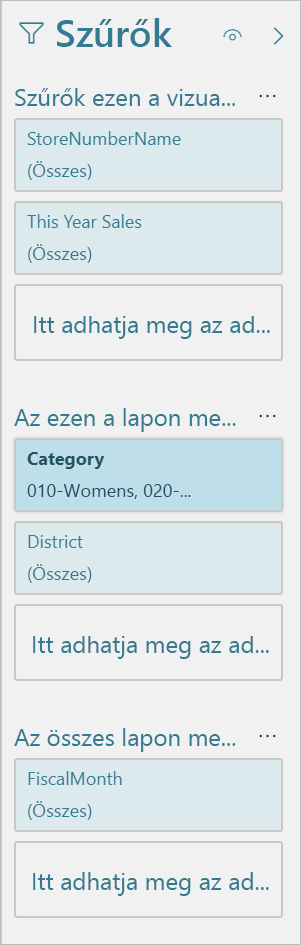 Szűrők
Szűrők ezen a vizua...
StoreNumberName
(Összes)
This Year Sales
(Összes)
Itt adhatja meg az ad...
Az ezen a lapon me...
Category
010-Womens, 020-...
District
(Összes)
Itt adhatja meg az ad...
Az összes lapon me...
FiscalMonth
(Összes)
Itt adhatja meg az ad...